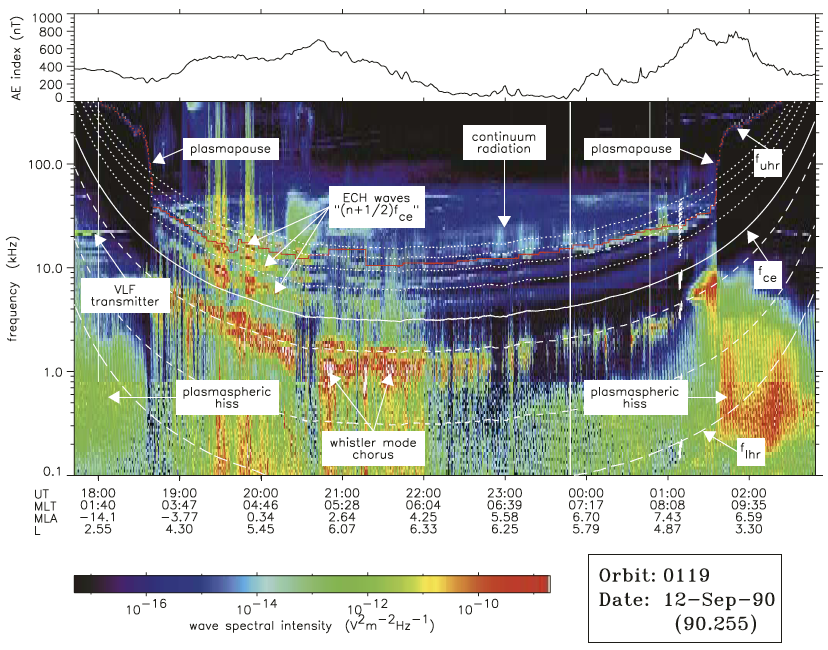 1000
800
600
400
200
0
AE index (nT)
plasmapause
continuum
radiation
plasmapause
fuhr
ECH waves
"(n+1/2)fce"
100.0
10.0
1.0
0.1
frequency (kHz)
VLF
transmitter
fce
plasmaspheric
hiss
plasmaspheric
hiss
whistler mode
chorus
flhr
UT 18:00 19:00 20:00 21:00 22:00 23:00 00:00 01:00 02:00
MLT 01:40 03:47 04:46 05:28 06:04 06:39 07:17 08:08 09:35
MLA −14.1 −3.77 0.34 2.64 4.25 5.58 6.70 7.43 6.59
L 2.55 4.30 5.45 6.07 6.33 6.25 5.79 4.87 3.30
10−16 10−14 10−12 10−10
wave spectral intensity (V2m−2Hz−1)
Orbit: 0119
Date: 12-Sep-90
(90.255)